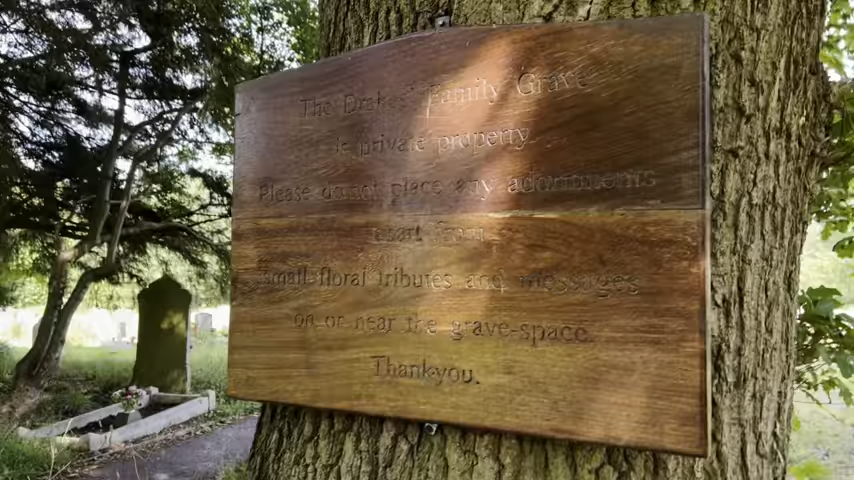 The Drakes' Family Grave
is private property
Please do not place any adornments
apart from
small floral tributes and messages
on or near the grave-space.
Thankyou.